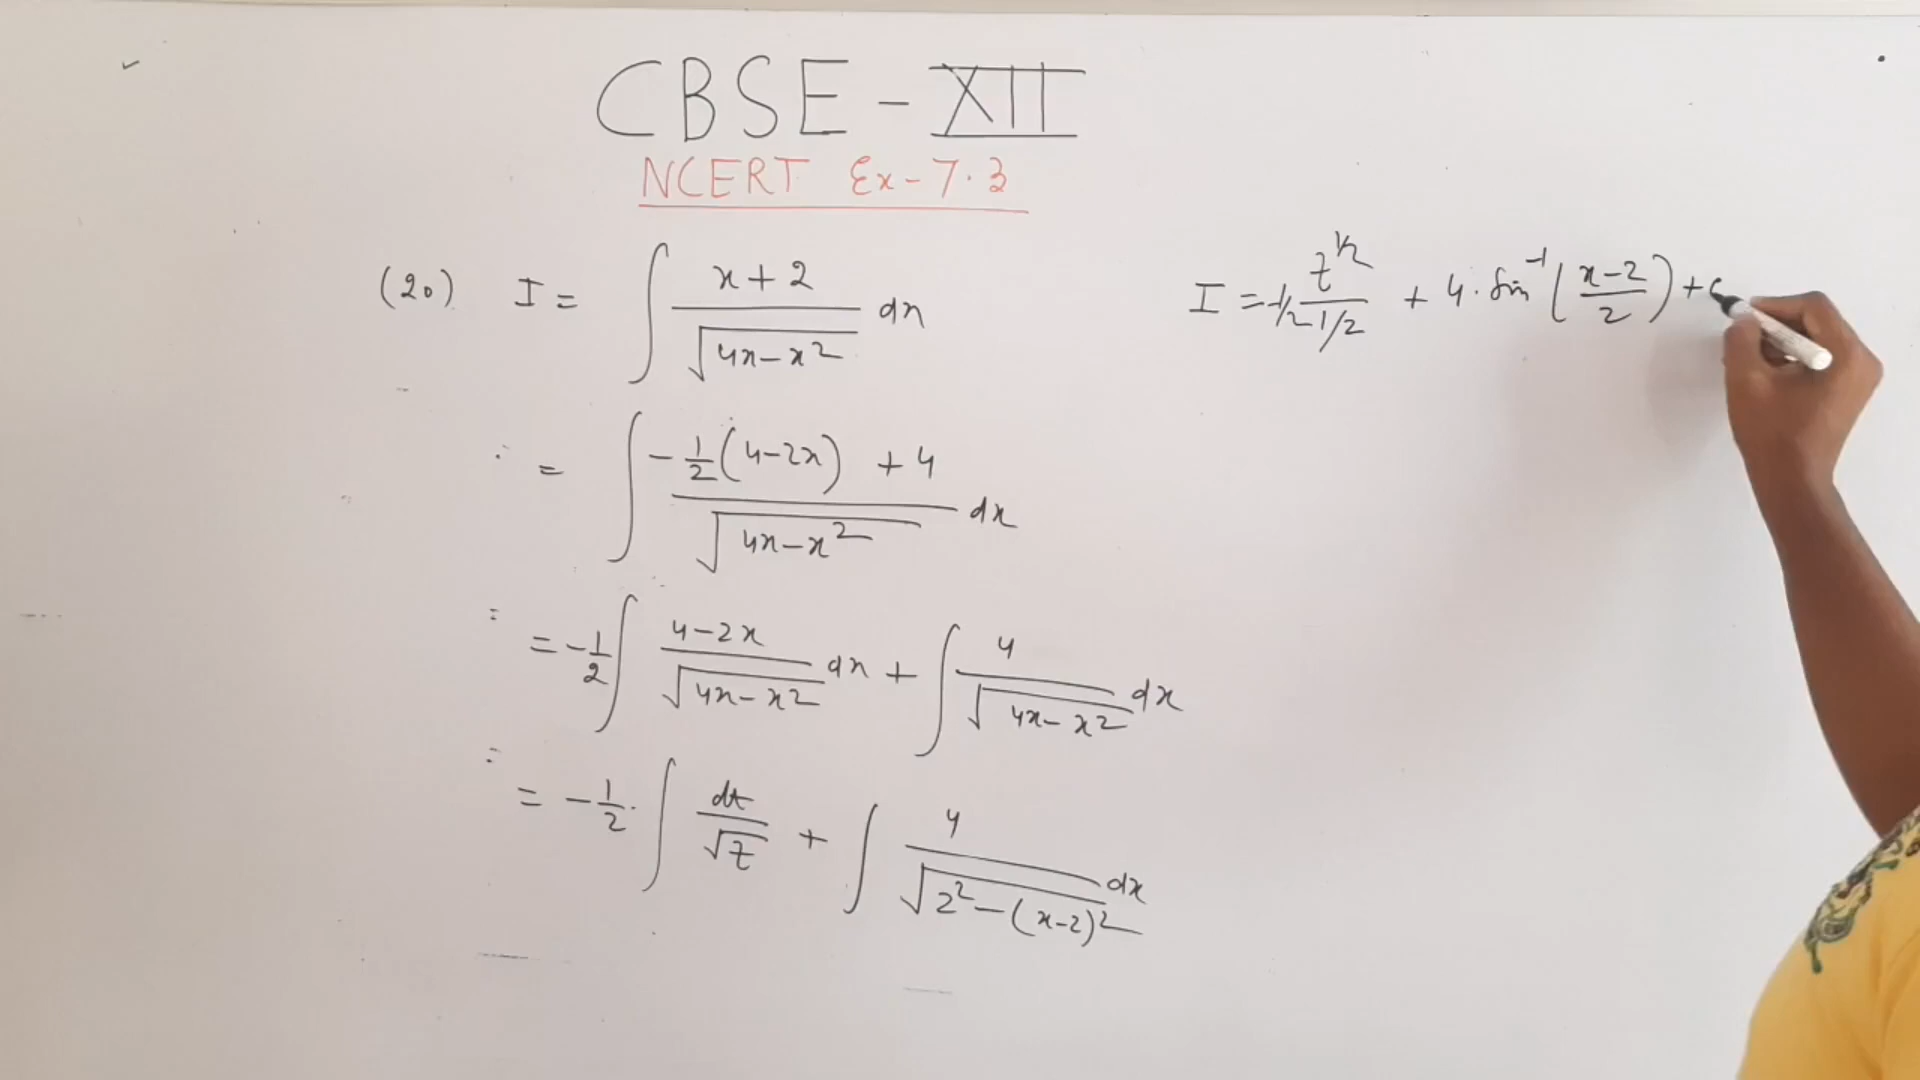 CBSE - XII
NCERT Ex-7.3
(20) I = ∫ x+2 / √(4x-x²) dx
= ∫ -1/2 (4-2x) + 4 / √(4x-x²) dx
= -1/2 ∫ 4-2x / √(4x-x²) dx + ∫ 4 / √(4x-x²) dx
= -1/2 · ∫ dt / √t + ∫ 4 / √(2²-(x-2)²) dx
I = -1/2 t^1/2 / 1/2 + 4 · Sin⁻¹ (x-2 / 2) + c